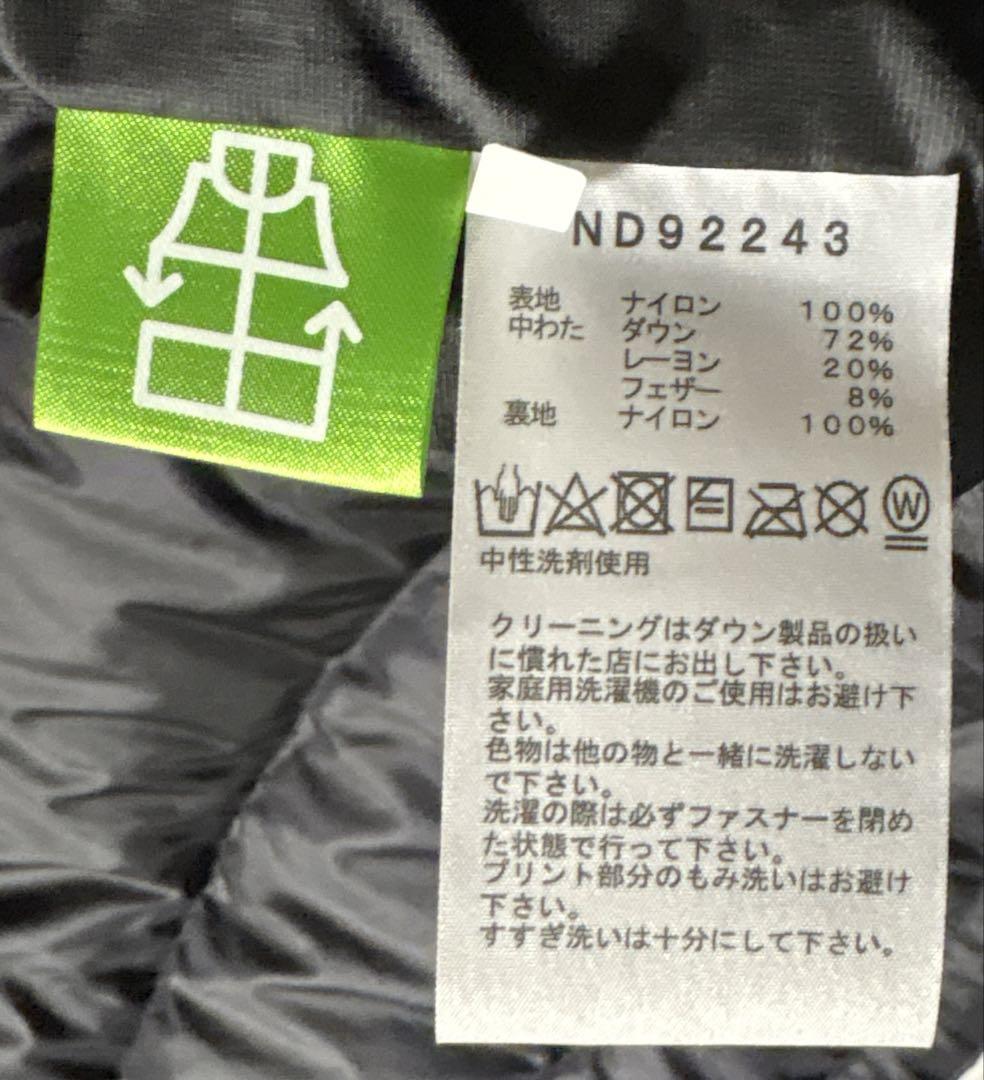 ND92243
表地 ナイロン 100%
中わた ダウン 72%
レーヨン 20%
フェザー 8%
裏地 ナイロン 100%
W
中性洗剤使用
クリーニングはダウン製品の扱い
に慣れた店にお出し下さい。
家庭用洗濯機のご使用はお避け下
さい。
色物は他の物と一緒に洗濯しない
で下さい。
洗濯の際は必ずファスナーを閉め
た状態で行って下さい。
プリント部分のもみ洗いはお避け
下さい。
すすぎ洗いは十分にして下さい。